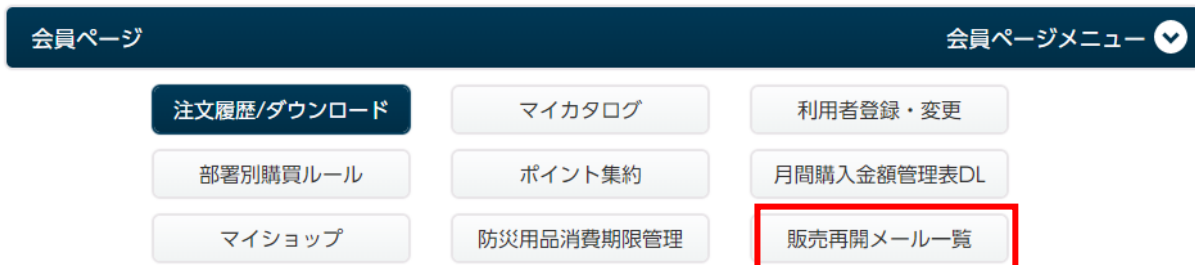 会員ページ
会員ページメニュー
注文履歴/ダウンロード
マイカタログ
利用者登録・変更
部署別購買ルール
ポイント集約
月間購入金額管理表DL
マイショップ
防災用品消費期限管理
販売再開メール一覧